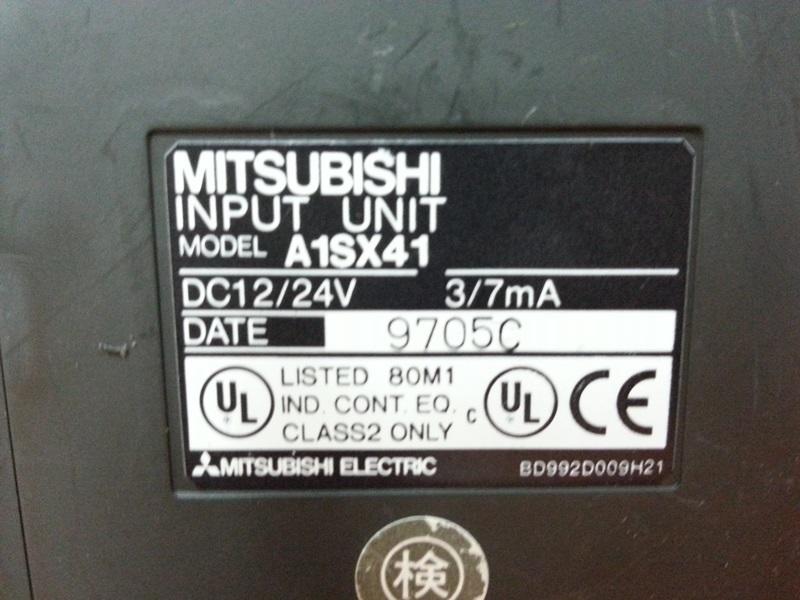 MITSUBISHI
INPUT UNIT
MODEL A1SX41
DC12/24V 3/7mA
DATE 9705C
UL LISTED 80M1 c UL CE
IND. CONT. EQ.
CLASS2 ONLY
MITSUBISHI ELECTRIC BD992D009H21
検